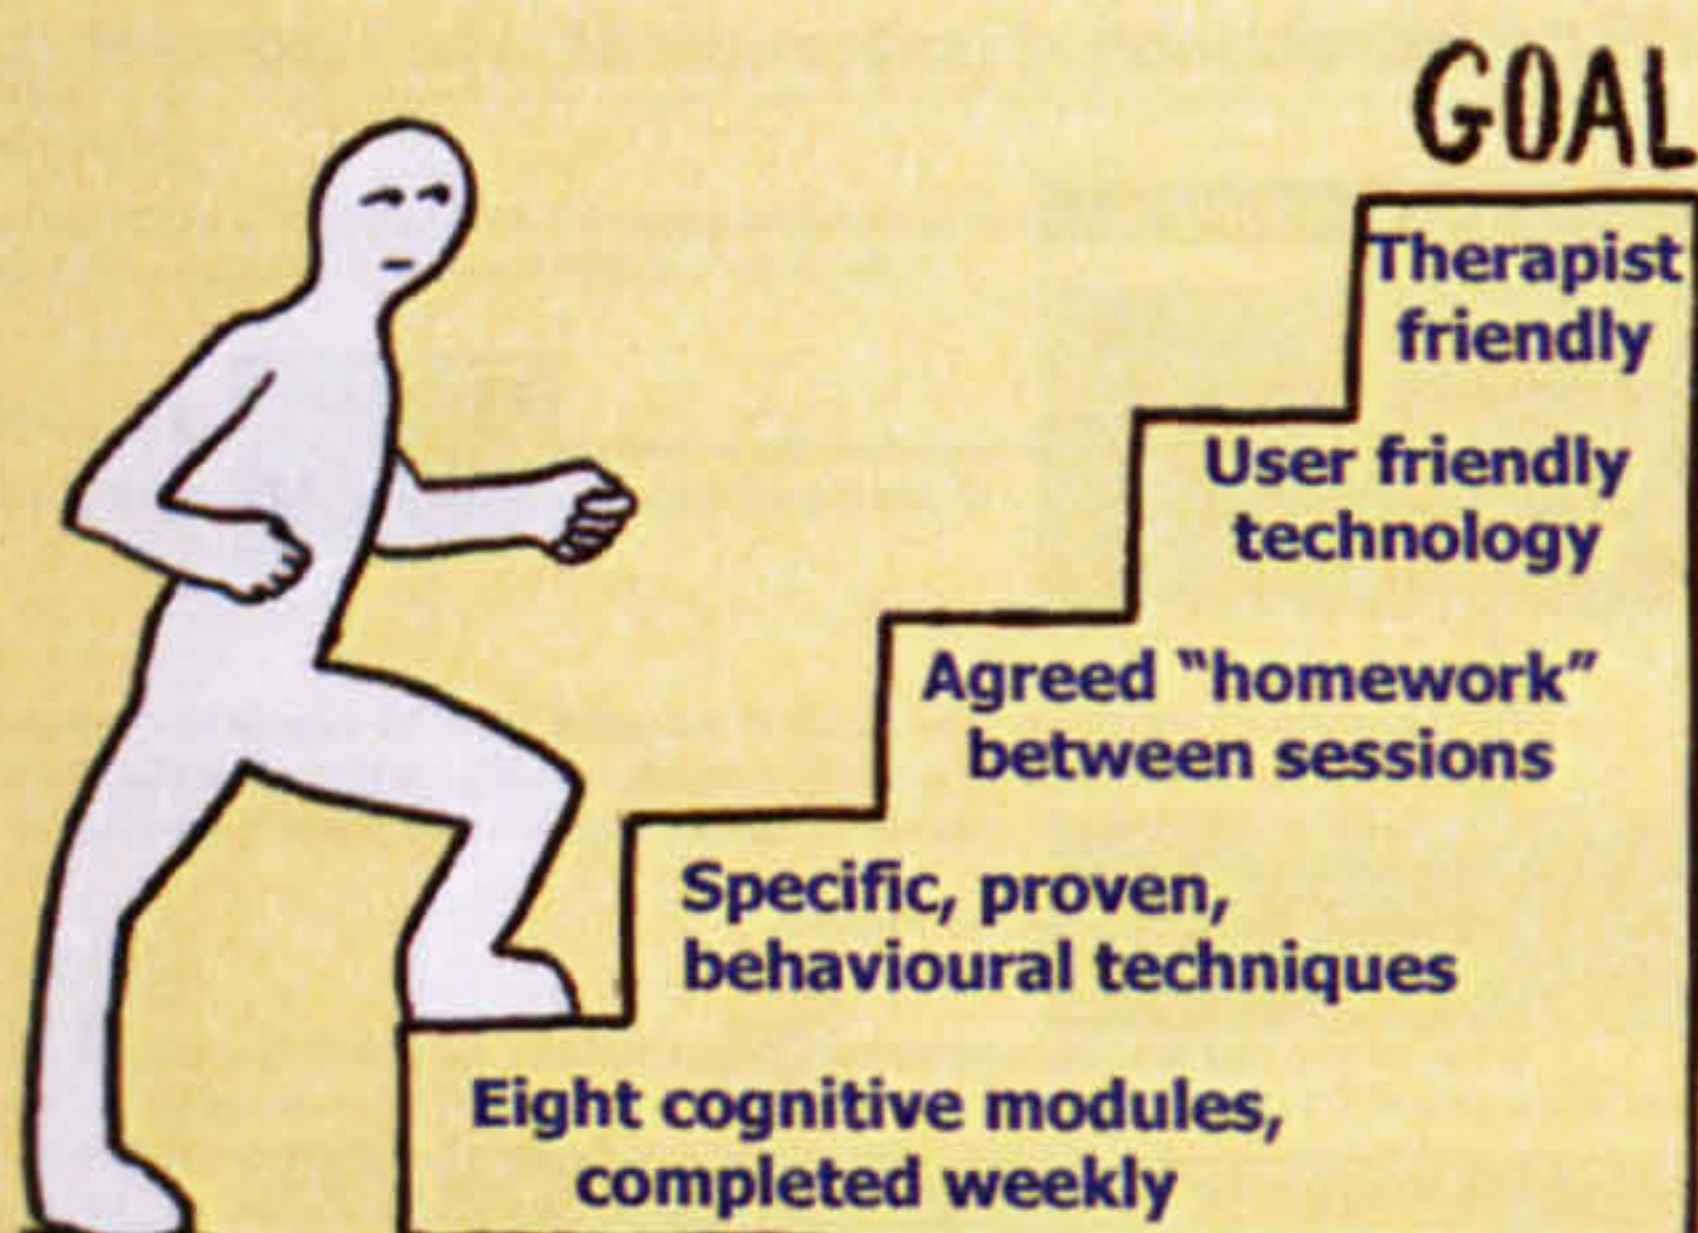 GOAL
Therapist
friendly
User friendly
technology
Agreed “homework”
between sessions
Specific, proven,
behavioural techniques
Eight cognitive modules,
completed weekly